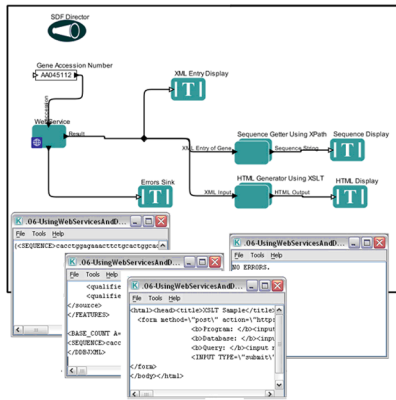 SDF Director
Gene Accession Number
AA045112
XML Entry Display
T
WebService
Result
XML Entry of Gene
Sequence Getter Using XPath
Sequence String
Sequence Display
T
Errors Sink
T
XML Input
HTML Generator Using XSLT
HTML Output
HTML Display
T
.06-UsingWebServicesAndD...
File Tools Help
{<SEQUENCE>cacctggagaaacttctgcactggcac
.06-UsingWebServicesAndD...
File Tools Help
NO ERRORS.
.06-UsingWebServicesAndD...
File Tools Help
<qualifie
<qualifie
</source>
</FEATURES>
<BASE_COUNT A=
<SEQUENCE>cacc
</DDBJXML>
.06-UsingWebServicesAndD...
File Tools Help
<html><head><title>XSLT Sample</title>
<form method=\"post\" action=\"http
<b>Program: </b><input
<b>Database: </b><input
<b>Query: </b><input
<INPUT TYPE=\"submit\"
</form>
</body></html>